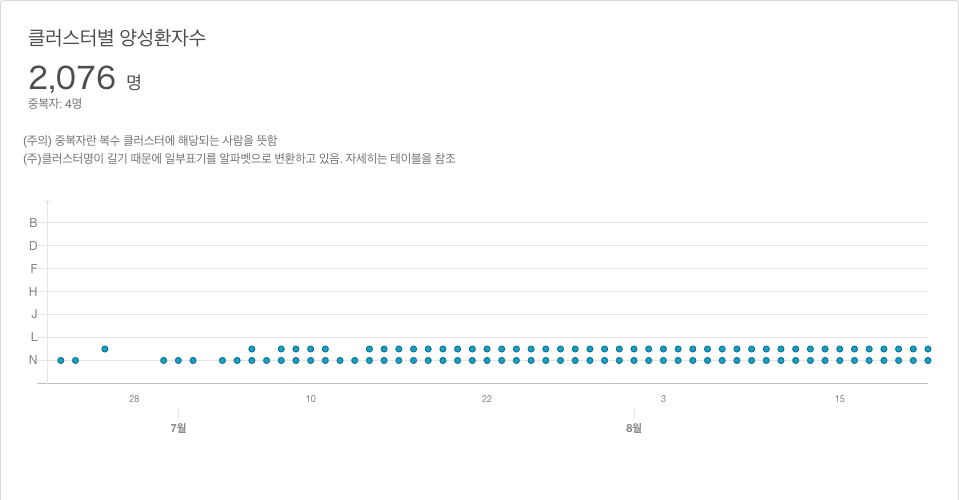 클러스터별 양성환자수
2,076 명
중복자: 4명
(주의) 중복자란 복수 클러스터에 해당되는 사람을 뜻함
(주)클러스터명이 길기 때문에 일부표기를 알파벳으로 변환하고 있음. 자세히는 테이블을 참조
B
D
F
H
J
L
N
28 10 22 3 15
7월 8월